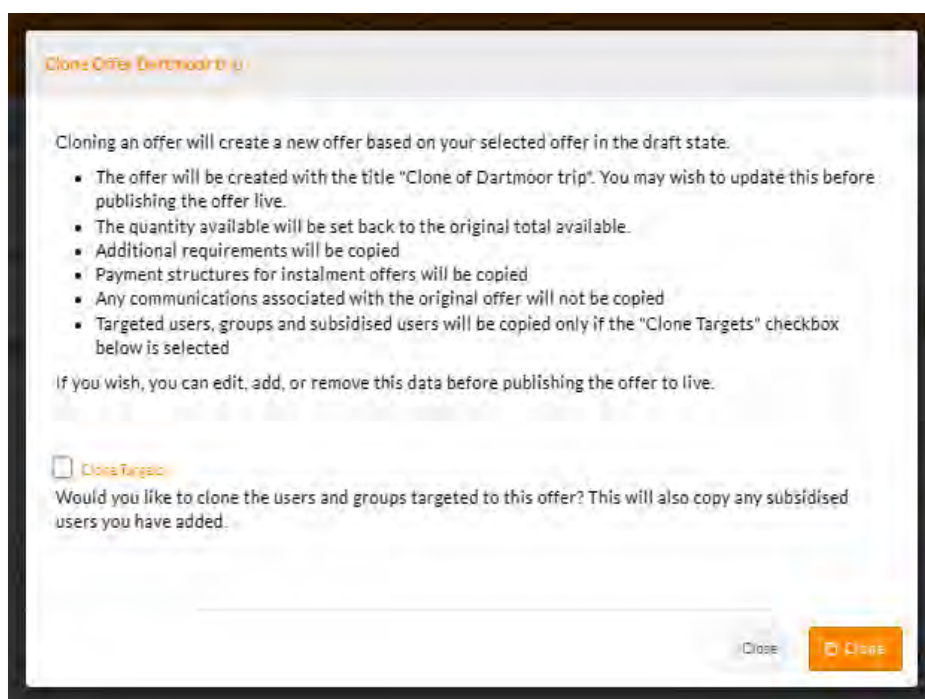 Clone Offer Dartmoor trip
Cloning an offer will create a new offer based on your selected offer in the draft state.
• The offer will be created with the title "Clone of Dartmoor trip". You may wish to update this before
publishing the offer live.
• The quantity available will be set back to the original total available.
• Additional requirements will be copied
• Payment structures for instalment offers will be copied
• Any communications associated with the original offer will not be copied
• Targeted users, groups and subsidised users will be copied only if the "Clone Targets" checkbox
below is selected
If you wish, you can edit, add, or remove this data before publishing the offer to live.
Clone Targets
Would you like to clone the users and groups targeted to this offer? This will also copy any subsidised
users you have added.
Close
Clone